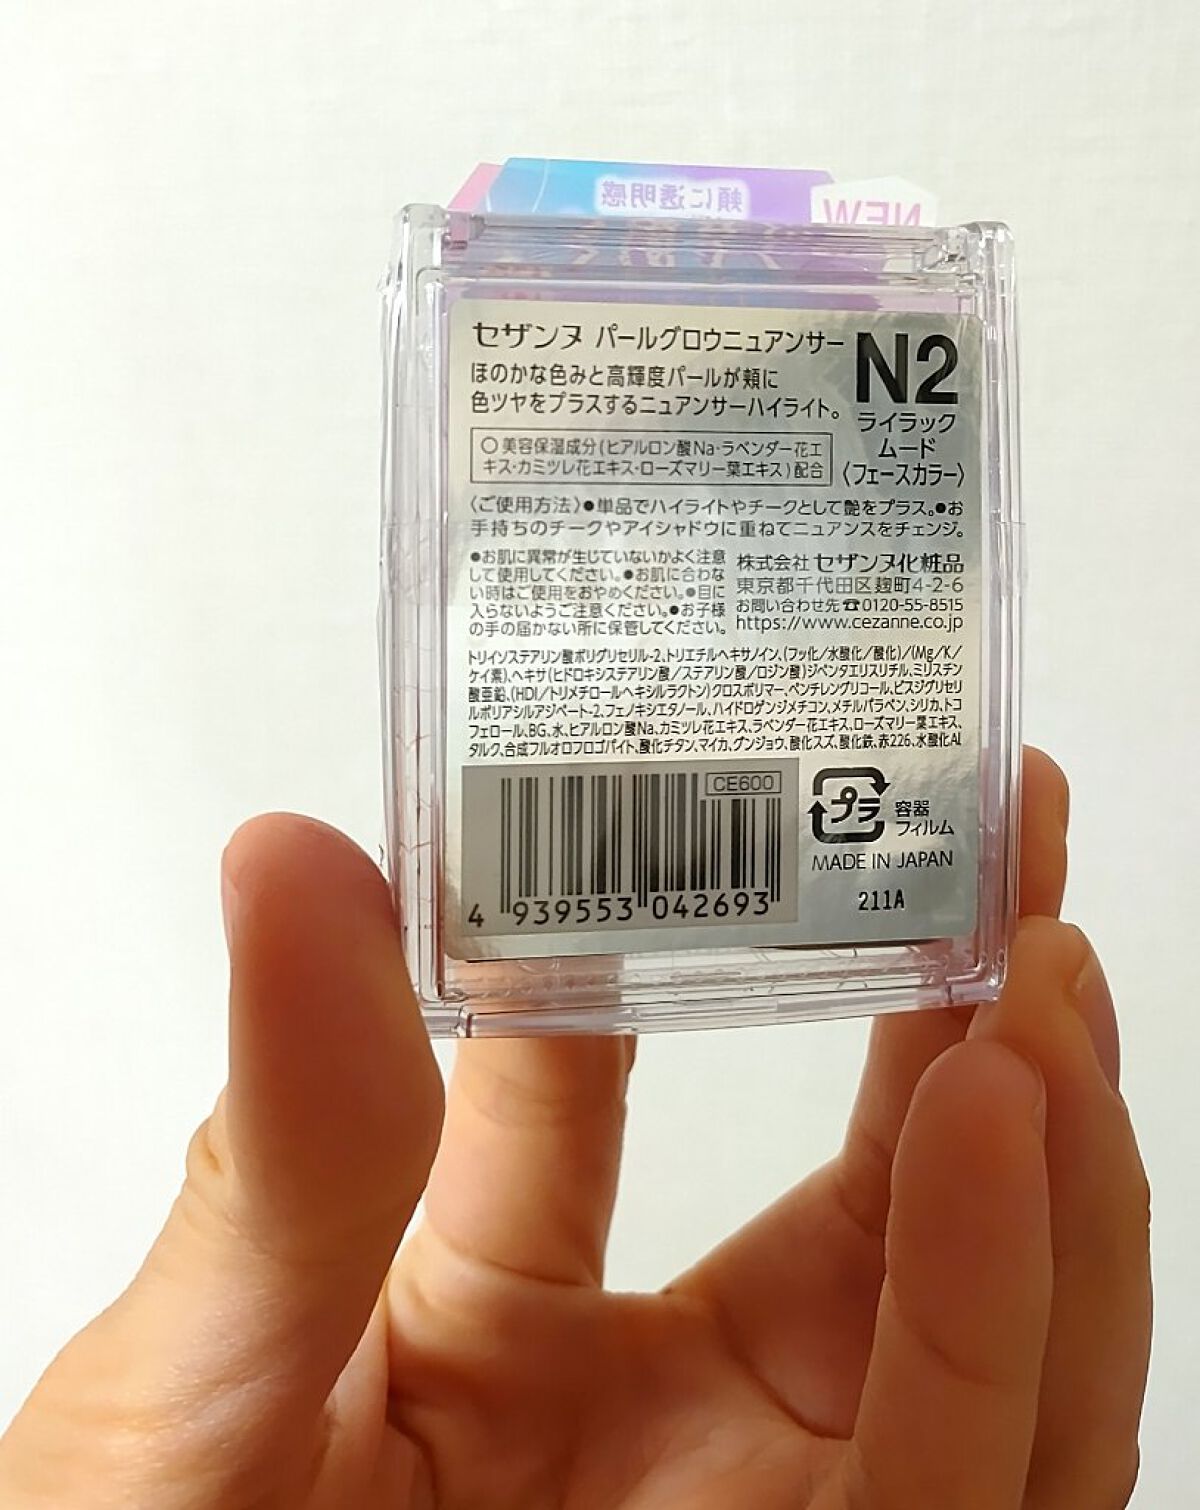 頬に透明感
NEW
セザンヌ パールグロウニュアンサー
ほのかな色みと高輝度パールが頬に
色ツヤをプラスするニュアンサーハイライト。
N2
ライラック
ムード
〈フェースカラー〉
○美容保湿成分(ヒアルロン酸Na・ラベンダー花エ
キス・カミツレ花エキス・ローズマリー葉エキス)配合
〈ご使用方法〉●単品でハイライトやチークとして艶をプラス。●お
手持ちのチークやアイシャドウに重ねてニュアンスをチェンジ。
●お肌に異常が生じていないかよく注意
して使用してください。●お肌に合わな
い時はご使用をおやめください。●目に
入らないようご注意ください。●お子様
の手の届かない所に保管してください。
株式会社 セザンヌ化粧品
東京都千代田区麹町4-2-6
お問い合わせ先☎0120-55-8515
https://www.cezanne.co.jp
トリイソステアリン酸ポリグリセリル-2、トリエチルヘキサノイン、(フッ化/水酸化/酸化)/(Mg/K/
ケイ素)、ヘキサ(ヒドロキシステアリン酸/ステアリン酸/ロジン酸)ジペンタエリスリチル、ミリスチン
酸亜鉛、(HDI/トリメチロールヘキシルラクトン)クロスポリマー、ペンチレングリコール、ビスジグリセリ
ルポリアシルアジペート-2、フェノキシエタノール、ハイドロゲンジメチコン、メチルパラベン、シリカ、トコ
フェロール、BG、水、ヒアルロン酸Na、カミツレ花エキス、ラベンダー花エキス、ローズマリー葉エキス、
タルク、合成フルオロフロゴパイト、酸化チタン、マイカ、グンジョウ、酸化スズ、酸化鉄、赤226、水酸化Al
CE600
4 939553 042693
プラ
容器
フィルム
MADE IN JAPAN
211A